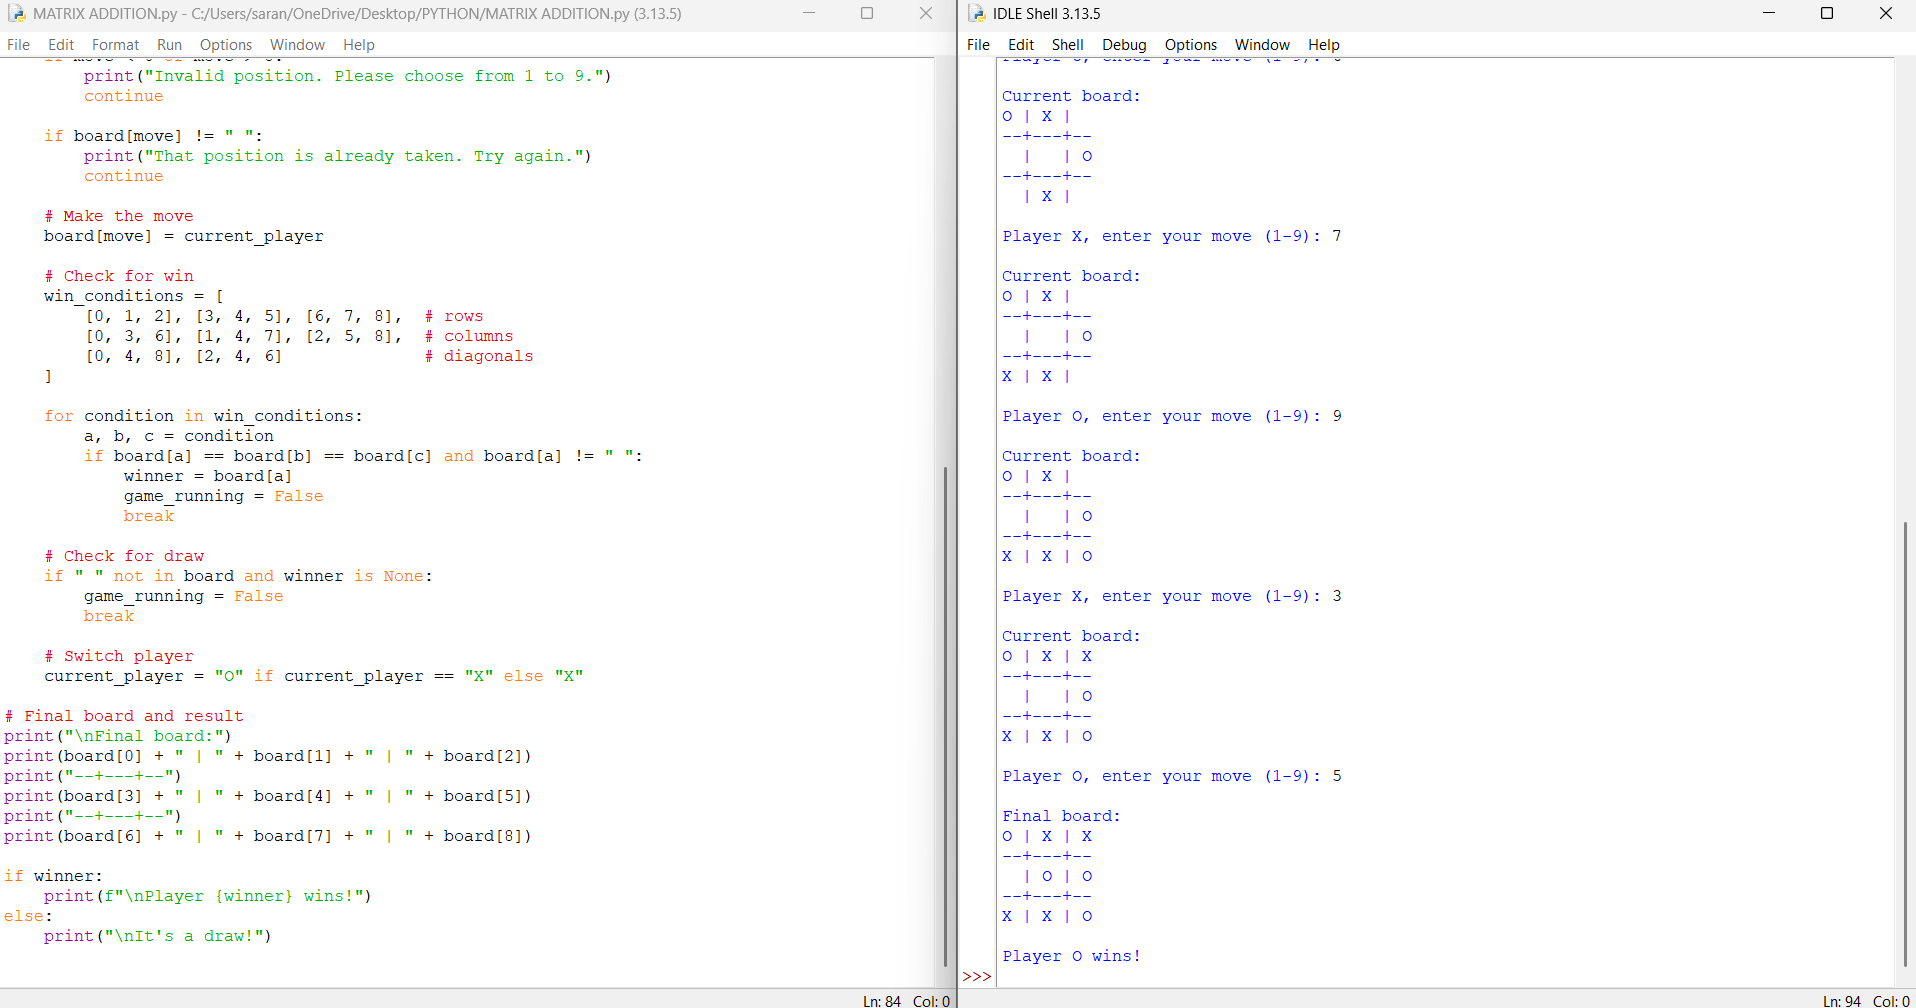 MATRIX ADDITION.py - C:/Users/saran/OneDrive/Desktop/PYTHON/MATRIX ADDITION.py (3.13.5)
File Edit Format Run Options Window Help
        print("Invalid position. Please choose from 1 to 9.")
        continue
    if board[move] != " ":
        print("That position is already taken. Try again.")
        continue
    # Make the move
    board[move] = current_player
    # Check for win
    win_conditions = [
        [0, 1, 2], [3, 4, 5], [6, 7, 8],  # rows
        [0, 3, 6], [1, 4, 7], [2, 5, 8],  # columns
        [0, 4, 8], [2, 4, 6]              # diagonals
    ]
    for condition in win_conditions:
        a, b, c = condition
        if board[a] == board[b] == board[c] and board[a] != " ":
            winner = board[a]
            game_running = False
            break
    # Check for draw
    if " " not in board and winner is None:
        game_running = False
        break
    # Switch player
    current_player = "O" if current_player == "X" else "X"
# Final board and result
print("\nFinal board:")
print(board[0] + " | " + board[1] + " | " + board[2])
print("--+---+--")
print(board[3] + " | " + board[4] + " | " + board[5])
print("--+---+--")
print(board[6] + " | " + board[7] + " | " + board[8])
if winner:
    print(f"\nPlayer {winner} wins!")
else:
    print("\nIt's a draw!")
Ln: 84 Col: 0
IDLE Shell 3.13.5
File Edit Shell Debug Options Window Help
Current board:
O | X |
--+---+--
  |   | O
--+---+--
  | X |
Player X, enter your move (1-9): 7
Current board:
O | X |
--+---+--
  |   | O
--+---+--
X | X |
Player O, enter your move (1-9): 9
Current board:
O | X |
--+---+--
  |   | O
--+---+--
X | X | O
Player X, enter your move (1-9): 3
Current board:
O | X | X
--+---+--
  |   | O
--+---+--
X | X | O
Player O, enter your move (1-9): 5
Final board:
O | X | X
--+---+--
  | O | O
--+---+--
X | X | O
Player O wins!
>>>
Ln: 94 Col: 0